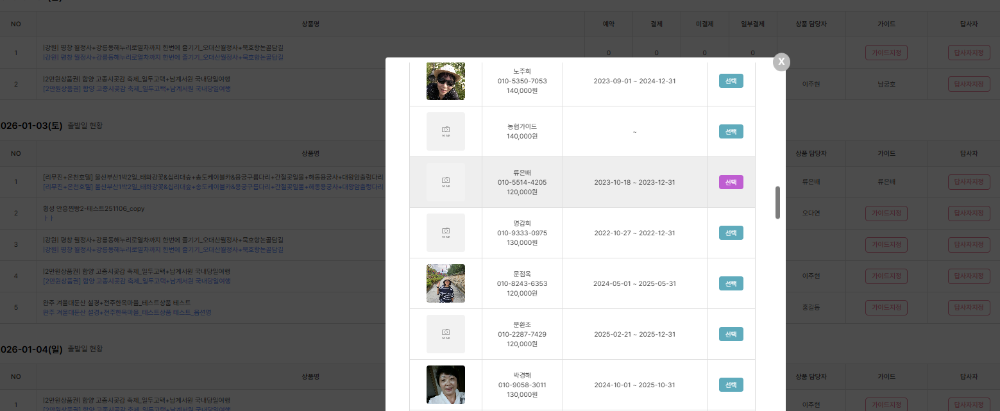 NO 상품명 예약 결제 미결제 일부결제 상품 담당자 가이드 답사자
1 [강원] 평창 월정사+강릉동해누리로열차까지 한번에 즐기기_오대산월정사+묵호항논골담길 0 0 0 0 가이드지정 답사자지정
[강원] 평창 월정사+강릉동해누리로열차까지 한번에 즐기기_오대산월정사+묵호항논골담길
2 [2만원상품권] 함양 고종시곶감 축제_일두고택+남계서원 국내당일여행 이주현 남궁호 답사자지정
[2만원상품권] 함양 고종시곶감 축제_일두고택+남계서원 국내당일여행
026-01-03(토) 출발일 현황
NO 상품명 상품 담당자 가이드 답사자
1 [리무진+온천호텔] 울산부산1박2일_태화강꽃&십리대숲+송도케이블카&용궁구름다리+간절곶일몰+해동용궁사+대왕암출렁다리 류은배 류은배 답사자지정
[리무진+온천호텔] 울산부산1박2일_태화강꽃&십리대숲+송도케이블카&용궁구름다리+간절곶일몰+해동용궁사+대왕암출렁다리
2 횡성 안흥찐빵2-테스트251106_copy 오다연 가이드지정 답사자지정
ㅏㅏ
3 [강원] 평창 월정사+강릉동해누리로열차까지 한번에 즐기기_오대산월정사+묵호항논골담길 가이드지정 답사자지정
[강원] 평창 월정사+강릉동해누리로열차까지 한번에 즐기기_오대산월정사+묵호항논골담길
4 [2만원상품권] 함양 고종시곶감 축제_일두고택+남계서원 국내당일여행 이주현 가이드지정 답사자지정
[2만원상품권] 함양 고종시곶감 축제_일두고택+남계서원 국내당일여행
5 완주 겨울대둔산 설경+전주한옥마을_테스트상품 테스트 홍길동 가이드지정 답사자지정
완주 겨울대둔산 설경+전주한옥마을_테스트상품 테스트_옵션명
026-01-04(일) 출발일 현황
NO 상품명 상품 담당자 가이드 답사자
1 [2만원상품권] 함양 고종시곶감 축제_일두고택+남계서원 국내당일여행 이주현 가이드지정 답사자지정
[2만원상품권] 함양 고종시곶감 축제_일두고택+남계서원 국내당일여행
X
노주희
010-5350-7053 2023-09-01 ~ 2024-12-31 선택
140,000원
농협가이드
140,000원 ~ 선택
류은배
010-5514-4205 2023-10-18 ~ 2023-12-31 선택
120,000원
명갑희
010-9333-0975 2022-10-27 ~ 2022-12-31 선택
130,000원
문점옥
010-8243-6353 2024-05-01 ~ 2025-05-31 선택
120,000원
문환조
010-2287-7429 2025-02-21 ~ 2025-12-31 선택
120,000원
박경해
010-9058-3011 2024-10-01 ~ 2025-10-31 선택
130,000원